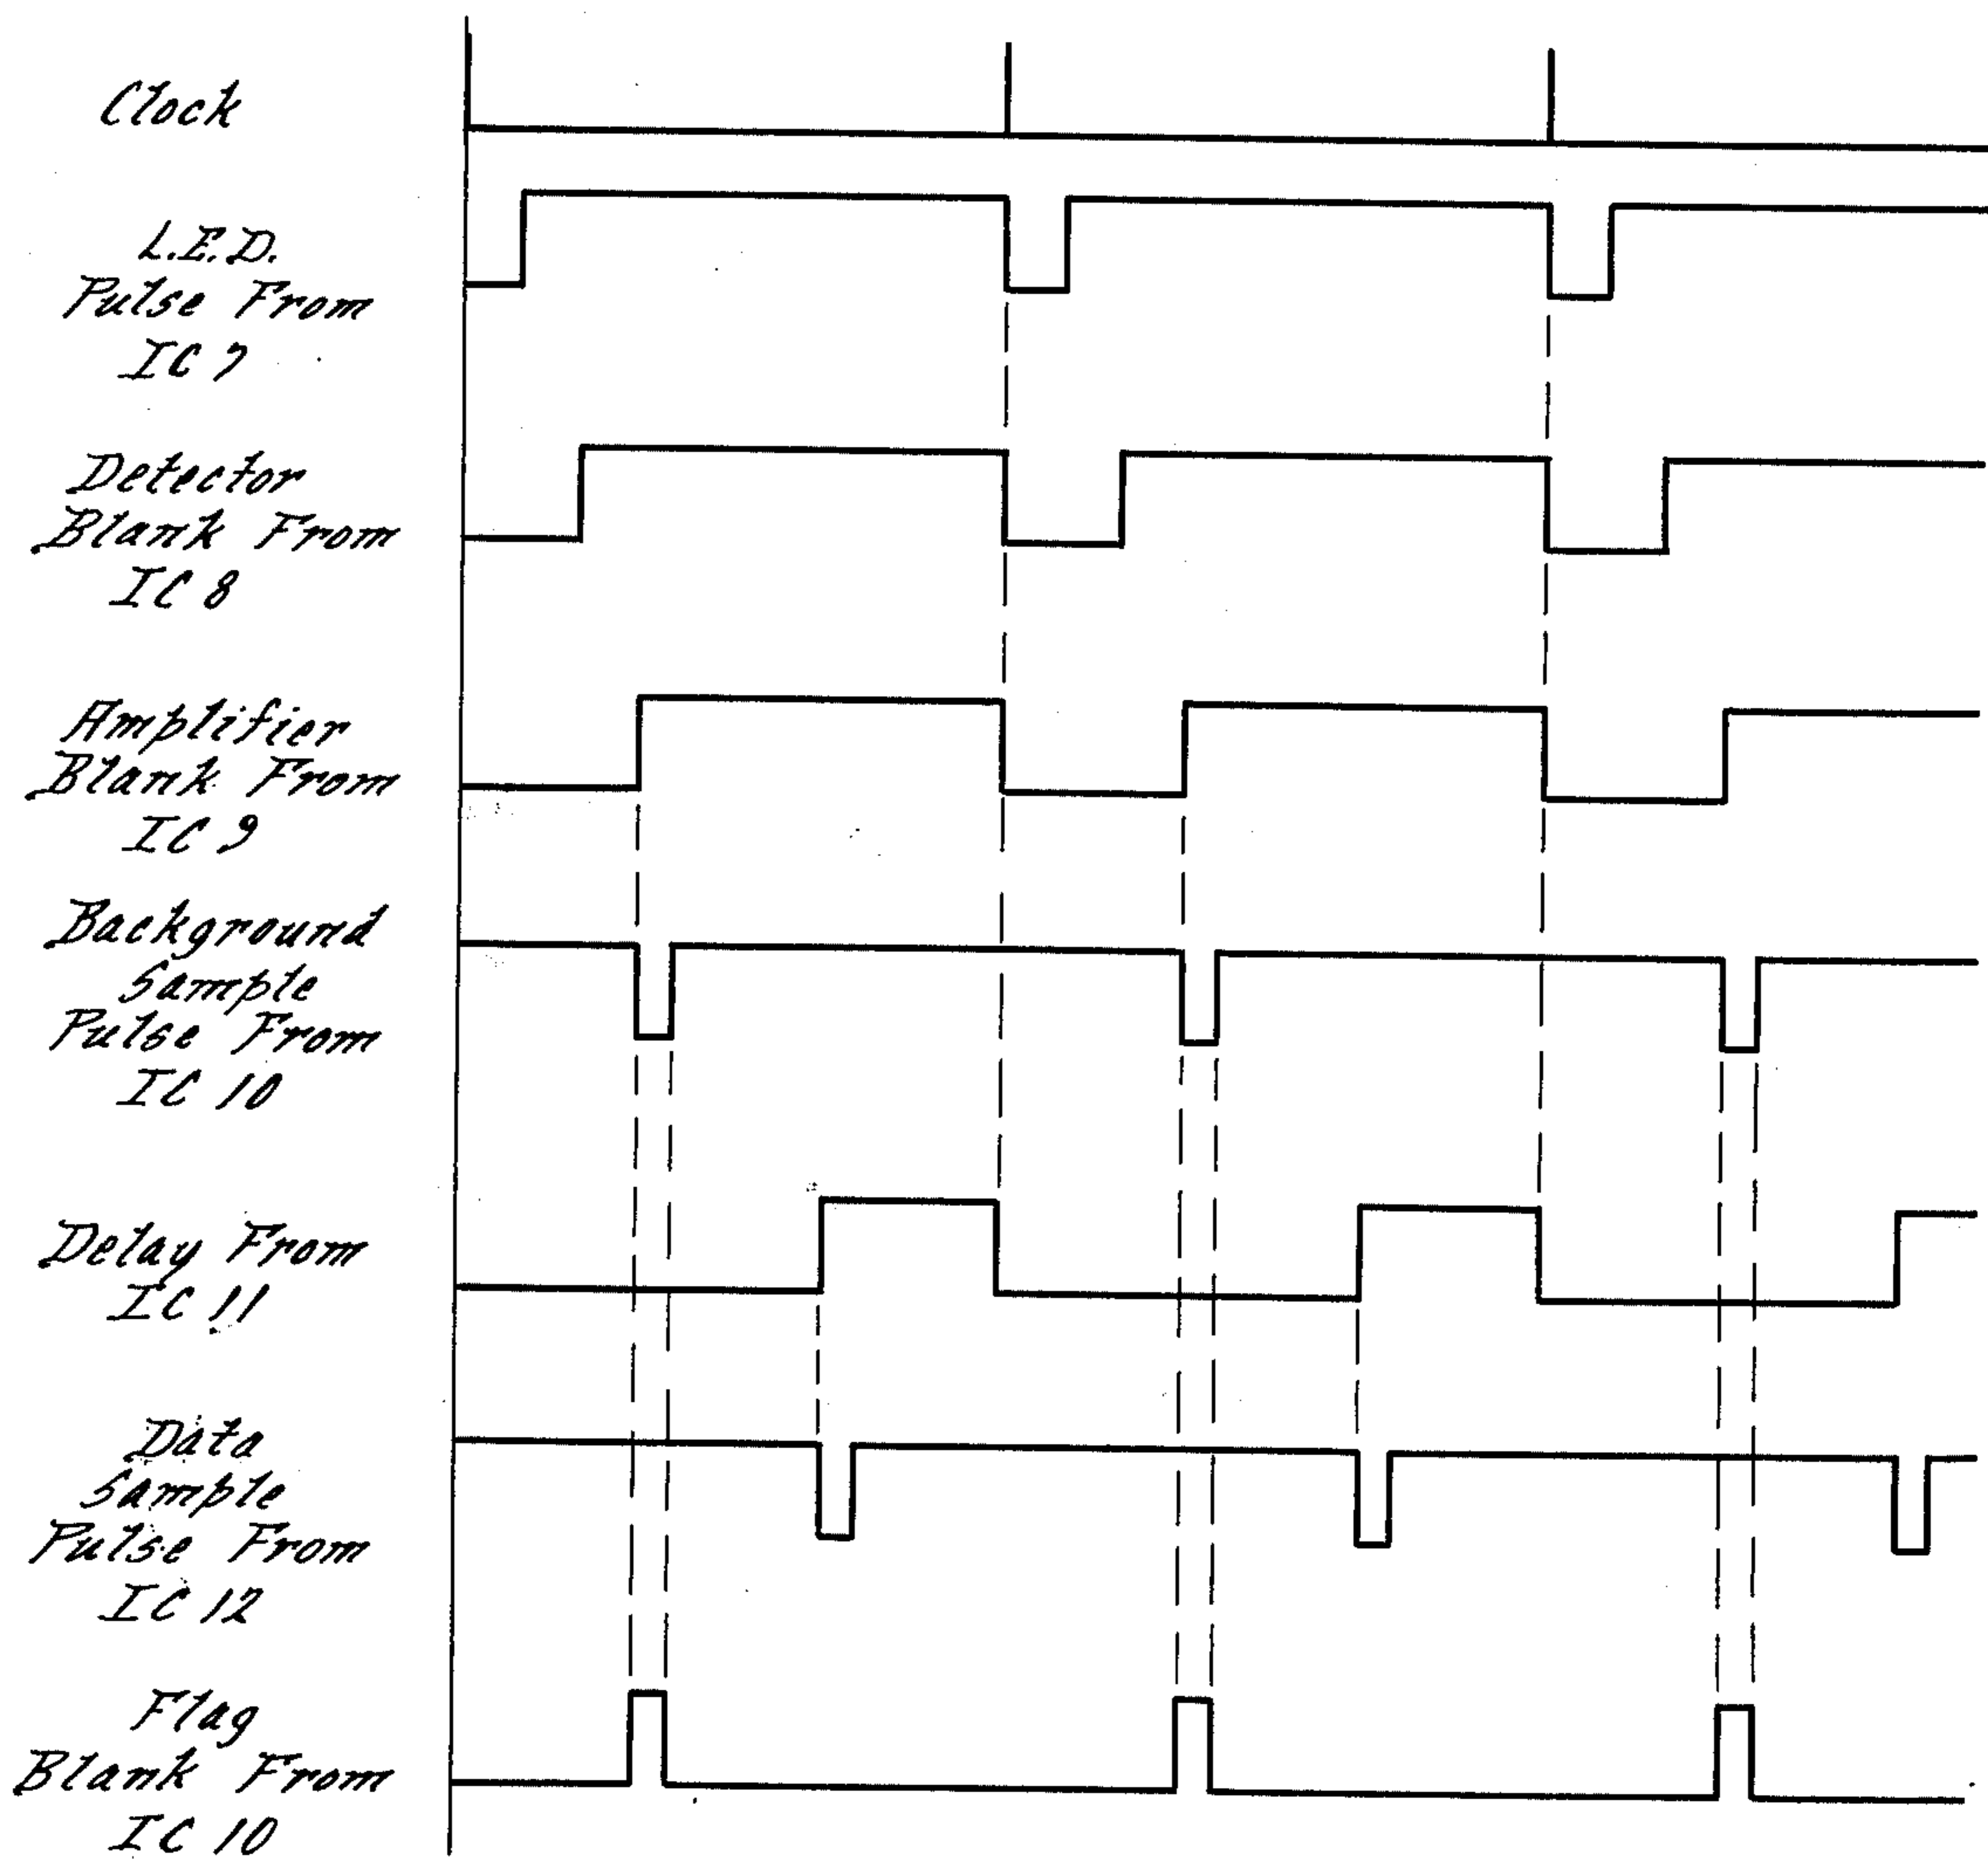 Clock
L.E.D.
Pulse From
IC 7
Detector
Blank From
IC 8
Amplifier
Blank From
IC 9
Background
Sample
Pulse From
IC 10
Delay From
IC 11
Data
Sample
Pulse From
IC 12
Flag
Blank From
IC 10